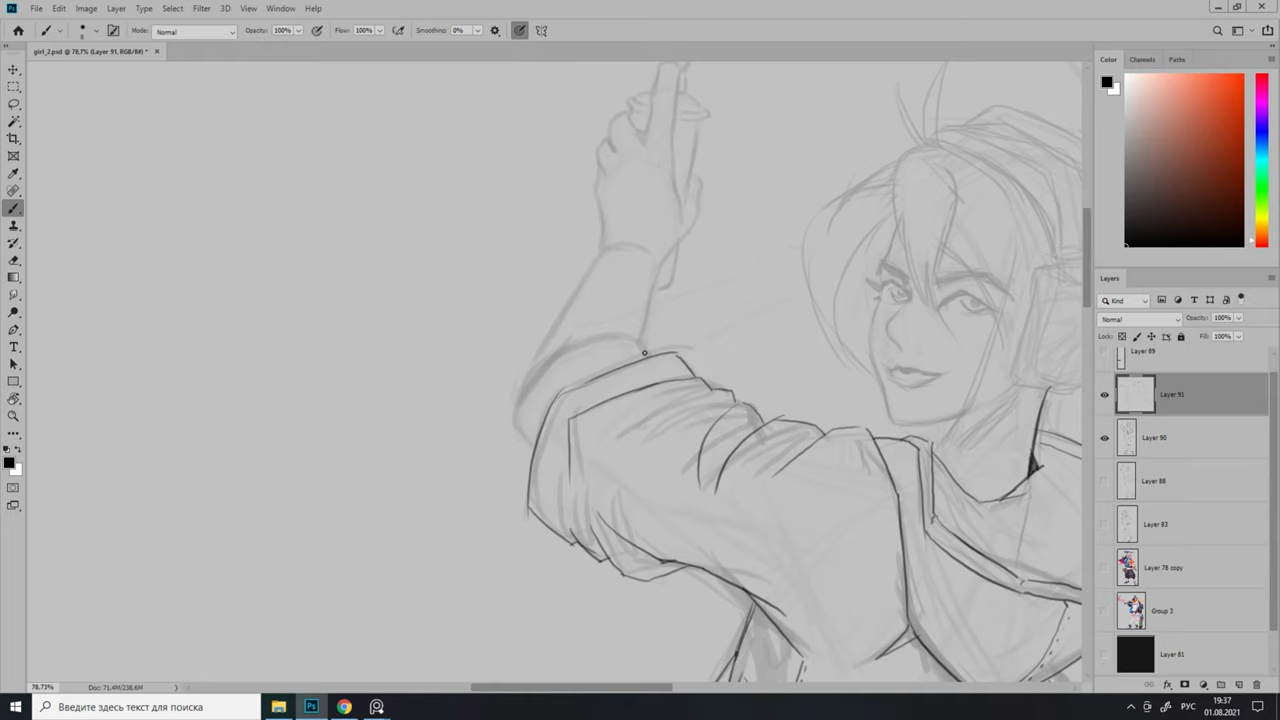 File Edit Image Layer Type Select Filter 3D View Window Help
Mode: Normal Opacity: 100% Flow: 100% Smoothing: 0%
girl_2.psd @ 78,7% (Layer 91, RGB/8#) *
Color Channels Paths
Layers
Kind
Normal Opacity: 100%
Lock: Fill: 100%
Layer 89
Layer 91
Layer 90
Layer 88
Layer 83
Layer 78 copy
Group 3
Layer 81
78.73% Doc: 71.4M/238.6M
Введите здесь текст для поиска
РУС
19:37
01.08.2021